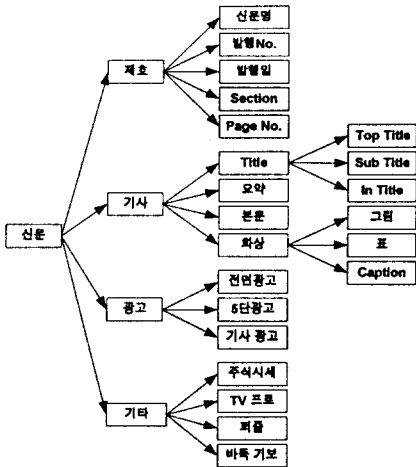 신문
제호
신문명
발행No.
발행일
Section
Page No.
기사
Title
Top Title
Sub Title
In Title
요약
본문
화상
그림
표
Caption
광고
전면광고
5단광고
기사 광고
기타
주식시세
TV 프로
퍼즐
바둑 기보